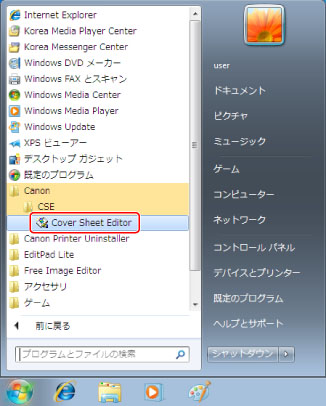 Internet Explorer
Korea Media Player Center
Korea Messenger Center
Windows DVD メーカー
Windows FAX とスキャン
Windows Media Center
Windows Media Player
Windows Update
XPS ビューアー
デスクトップ ガジェット
既定のプログラム
Canon
CSE
Cover Sheet Editor
Canon Printer Uninstaller
EditPad Lite
Free Image Editor
アクセサリ
ゲーム
前に戻る
プログラムとファイルの検索
user
ドキュメント
ピクチャ
ミュージック
ゲーム
コンピューター
ネットワーク
コントロール パネル
デバイスとプリンター
既定のプログラム
ヘルプとサポート
シャットダウン